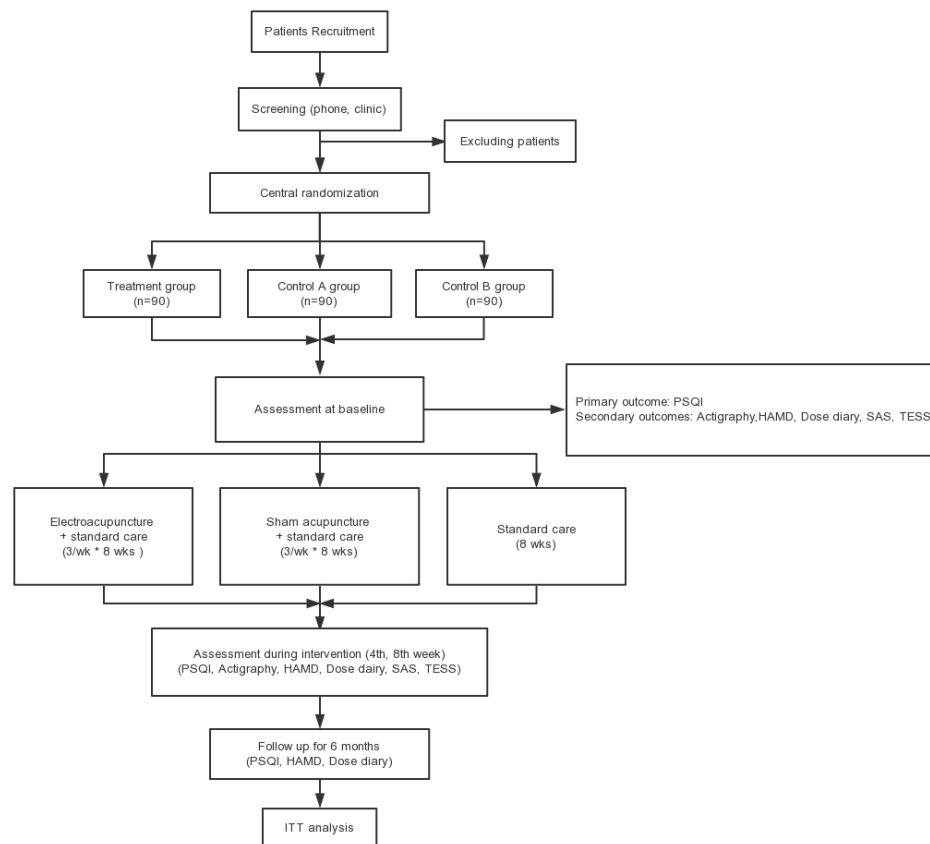 Patients Recruitment
Screening (phone, clinic)
Excluding patients
Central randomization
Treatment group
(n=90)
Control A group
(n=90)
Control B group
(n=90)
Assessment at baseline
Primary outcome: PSQI
Secondary outcomes: Actigraphy,HAMD, Dose diary, SAS, TESS
Electroacupuncture
+ standard care
(3/wk * 8 wks )
Sham acupuncture
+ standard care
(3/wk * 8 wks)
Standard care
(8 wks)
Assessment during intervention (4th, 8th week)
(PSQI, Actigraphy, HAMD, Dose dairy, SAS, TESS)
Follow up for 6 months
(PSQI, HAMD, Dose diary)
ITT analysis